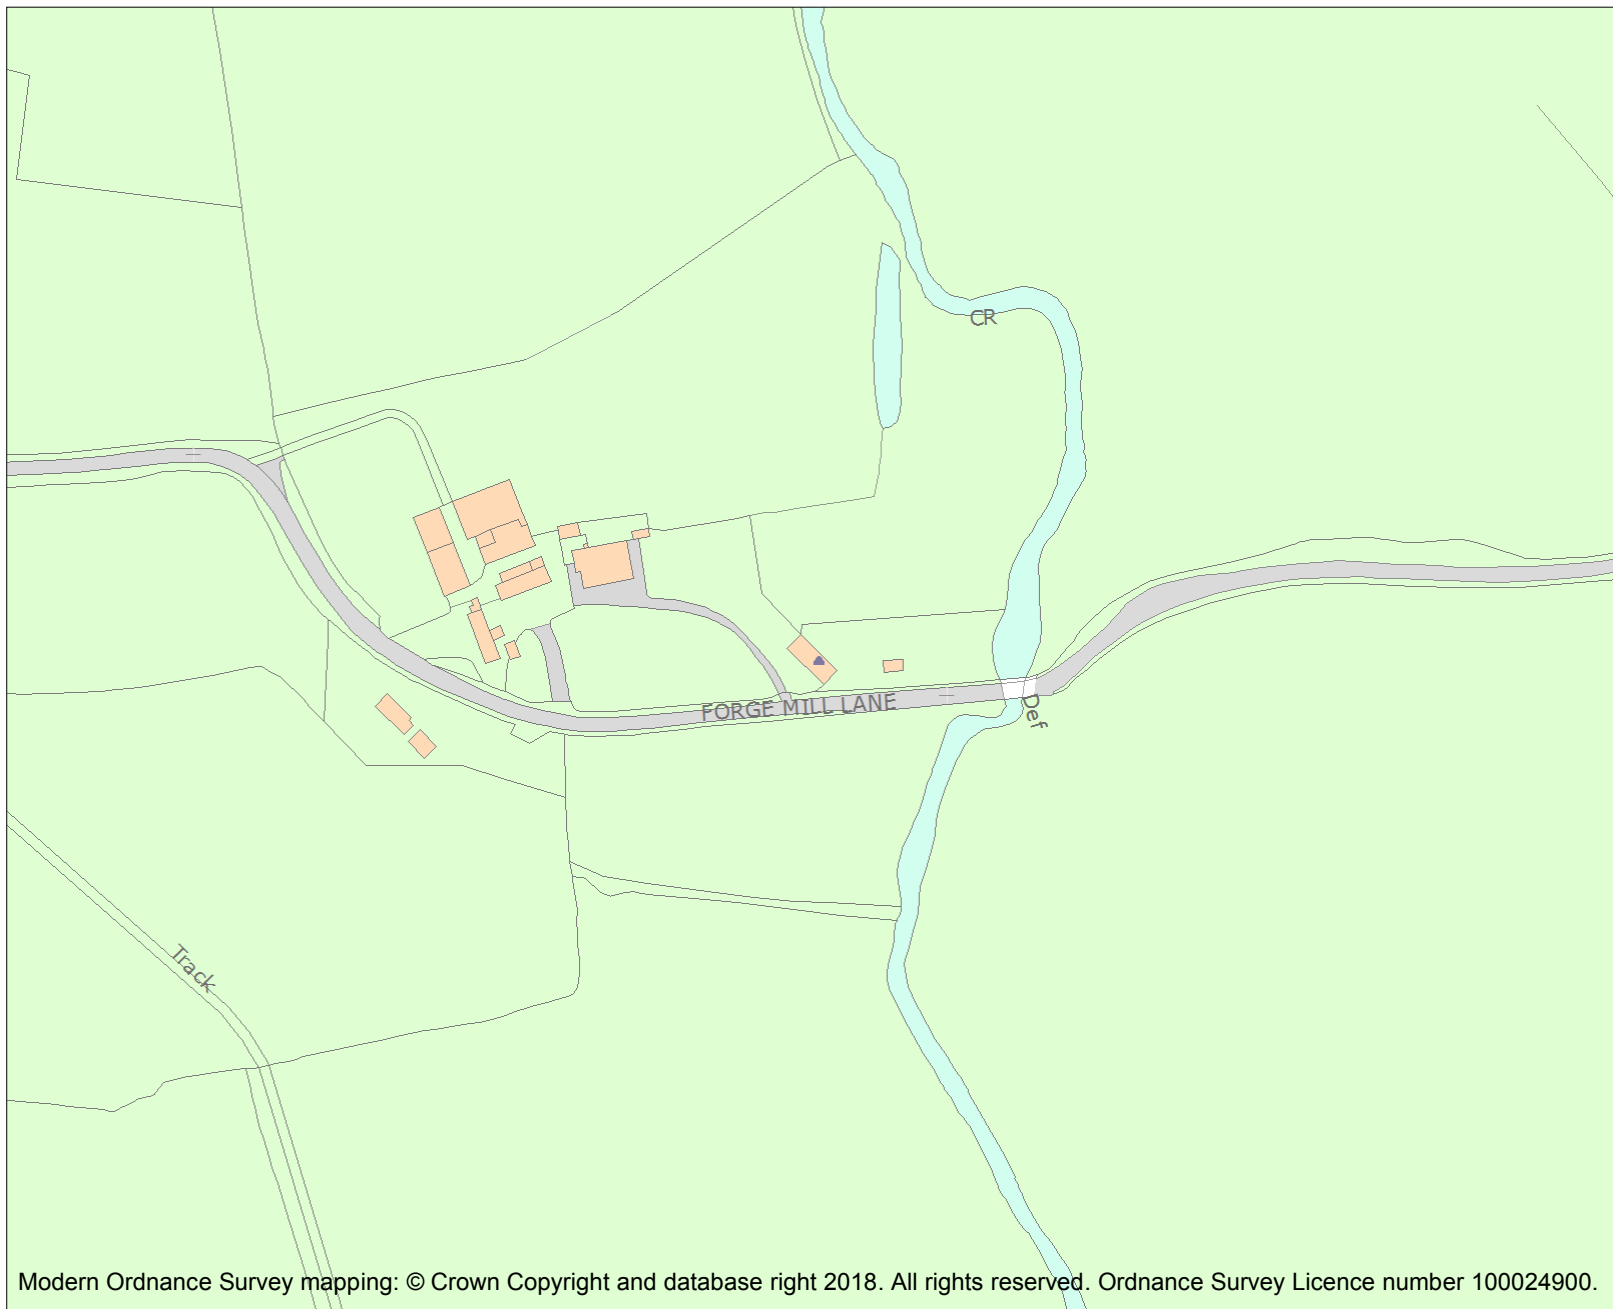 CR
FORGE MILL LANE
Def
Track
Modern Ordnance Survey mapping: © Crown Copyright and database right 2018. All rights reserved. Ordnance Survey Licence number 100024900.